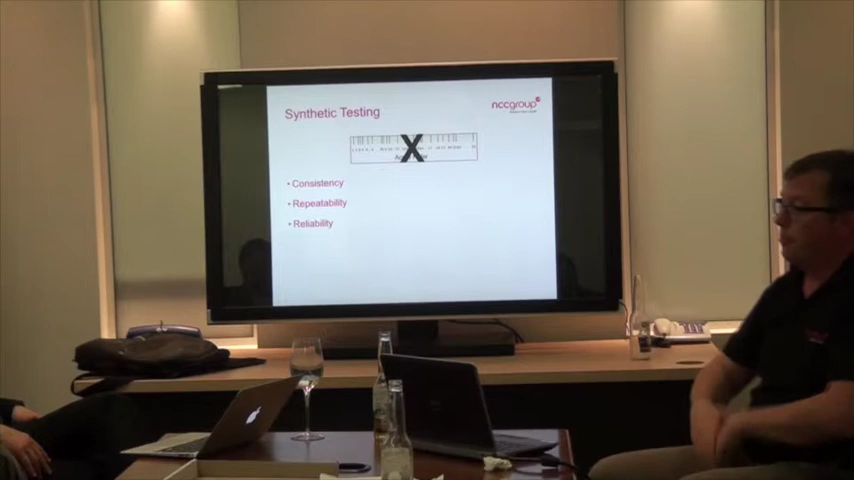 Synthetic Testing
nccgroup
X
• Consistency
• Repeatability
• Reliability